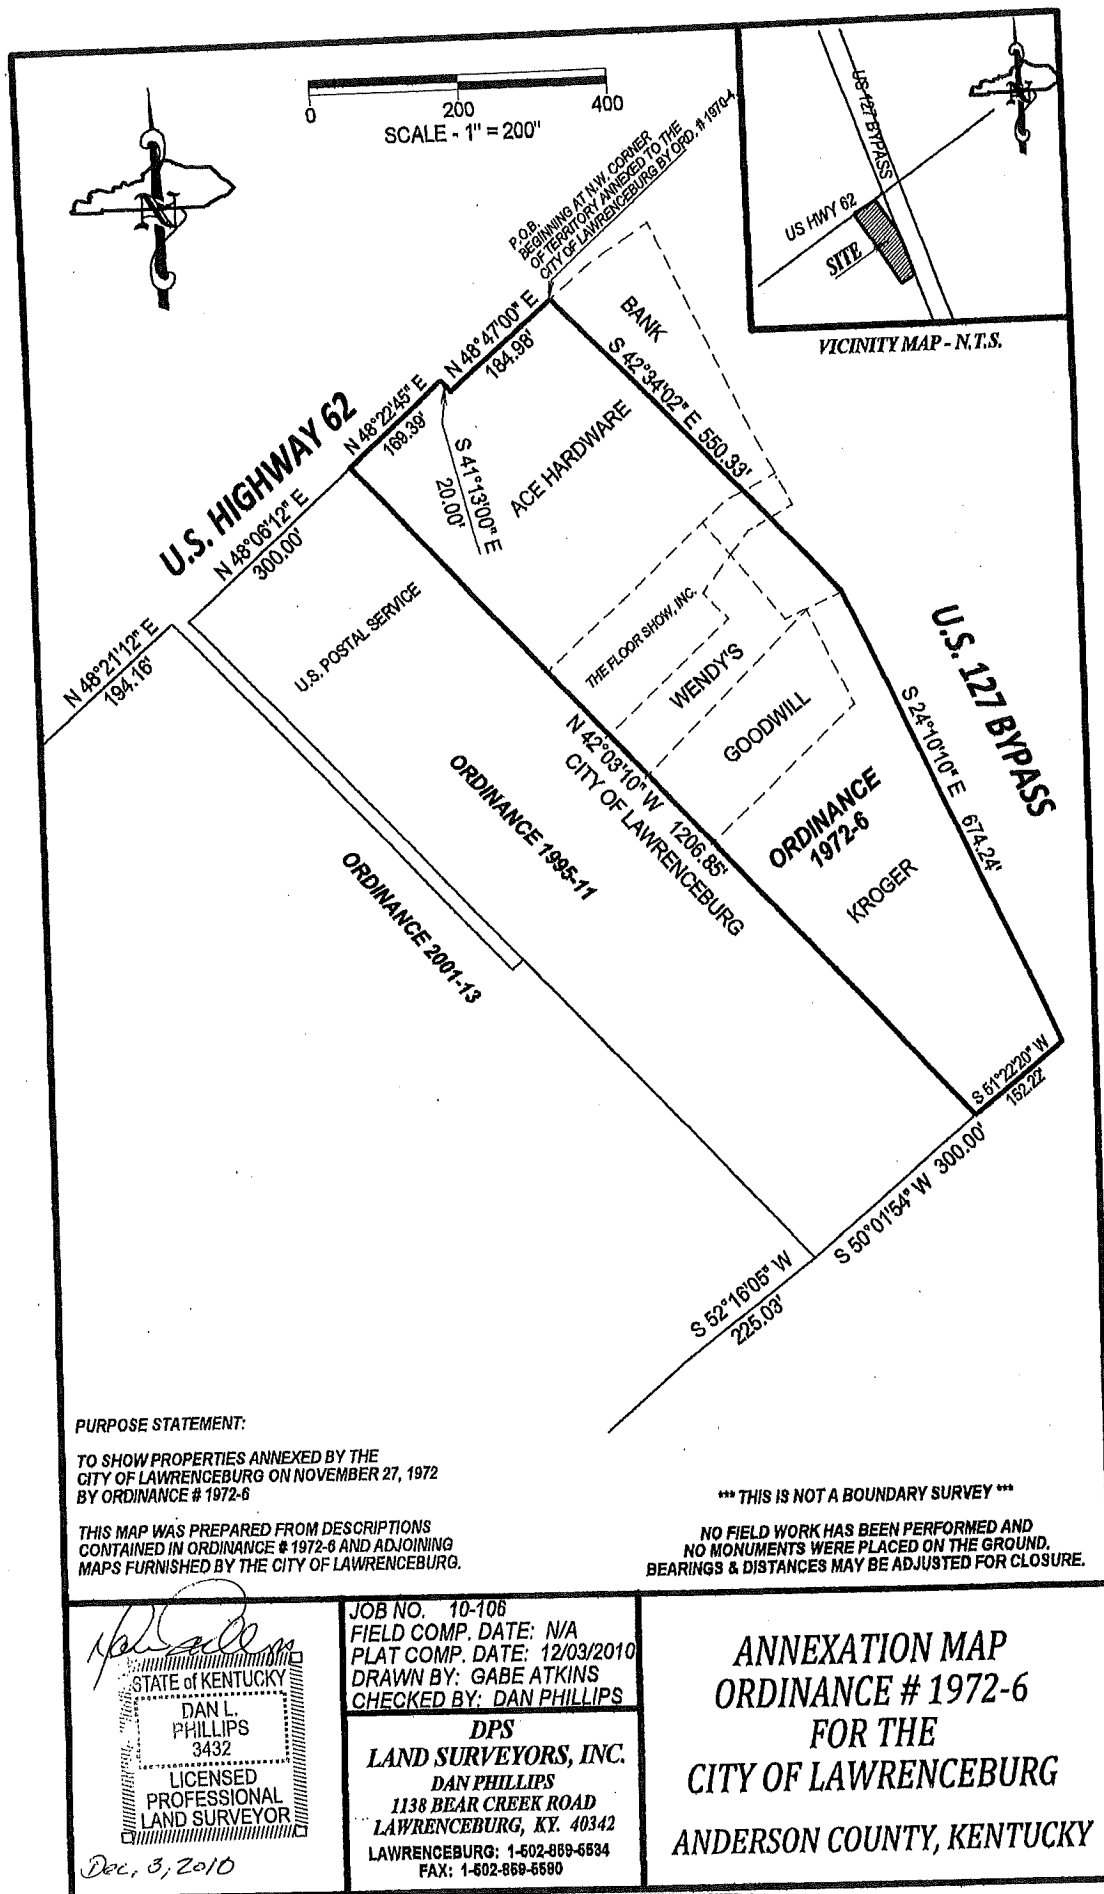 0 200 400
SCALE - 1" = 200"
P.O.B.
BEGINNING AT N.W. CORNER
OF TERRITORY ANNEXED TO THE
CITY OF LAWRENCEBURG BY ORD. # 1970-4
N
N
US 127 BYPASS
US HWY 62
SITE
VICINITY MAP - N.T.S.
BANK
N 48°47'00" E
184.98'
S 42°34'02" E 550.33'
N 48°22'45" E
169.39'
S 41°13'00" E
20.00'
ACE HARDWARE
U.S. HIGHWAY 62
N 48°06'12" E
300.00'
N 48°21'12" E
194.16'
U.S. POSTAL SERVICE
THE FLOOR SHOW, INC.
WENDY'S
GOODWILL
U.S. 127 BYPASS
S 24°10'10" E 674.24'
ORDINANCE
1972-6
KROGER
N 42°03'10" W 1206.85'
CITY OF LAWRENCEBURG
ORDINANCE 1995-11
ORDINANCE 2001-13
S 51°22'20" W
152.22'
S 50°01'54" W 300.00'
S 52°16'05" W
225.03'
PURPOSE STATEMENT:
TO SHOW PROPERTIES ANNEXED BY THE
CITY OF LAWRENCEBURG ON NOVEMBER 27, 1972
BY ORDINANCE # 1972-6
THIS MAP WAS PREPARED FROM DESCRIPTIONS
CONTAINED IN ORDINANCE # 1972-6 AND ADJOINING
MAPS FURNISHED BY THE CITY OF LAWRENCEBURG.
*** THIS IS NOT A BOUNDARY SURVEY ***
NO FIELD WORK HAS BEEN PERFORMED AND
NO MONUMENTS WERE PLACED ON THE GROUND.
BEARINGS & DISTANCES MAY BE ADJUSTED FOR CLOSURE.
STATE of KENTUCKY
DAN L.
PHILLIPS
3432
LICENSED
PROFESSIONAL
LAND SURVEYOR
Dec, 3, 2010
JOB NO. 10-106
FIELD COMP. DATE: N/A
PLAT COMP. DATE: 12/03/2010
DRAWN BY: GABE ATKINS
CHECKED BY: DAN PHILLIPS
DPS
LAND SURVEYORS, INC.
DAN PHILLIPS
1138 BEAR CREEK ROAD
LAWRENCEBURG, KY. 40342
LAWRENCEBURG: 1-502-859-5534
FAX: 1-502-859-5590
ANNEXATION MAP
ORDINANCE # 1972-6
FOR THE
CITY OF LAWRENCEBURG
ANDERSON COUNTY, KENTUCKY